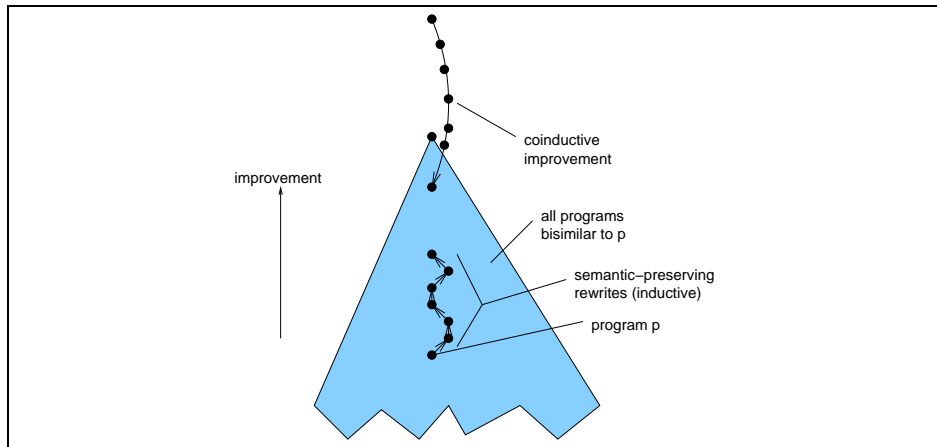 coinductive
improvement
improvement
all programs
bisimilar to p
semantic–preserving
rewrites (inductive)
program p